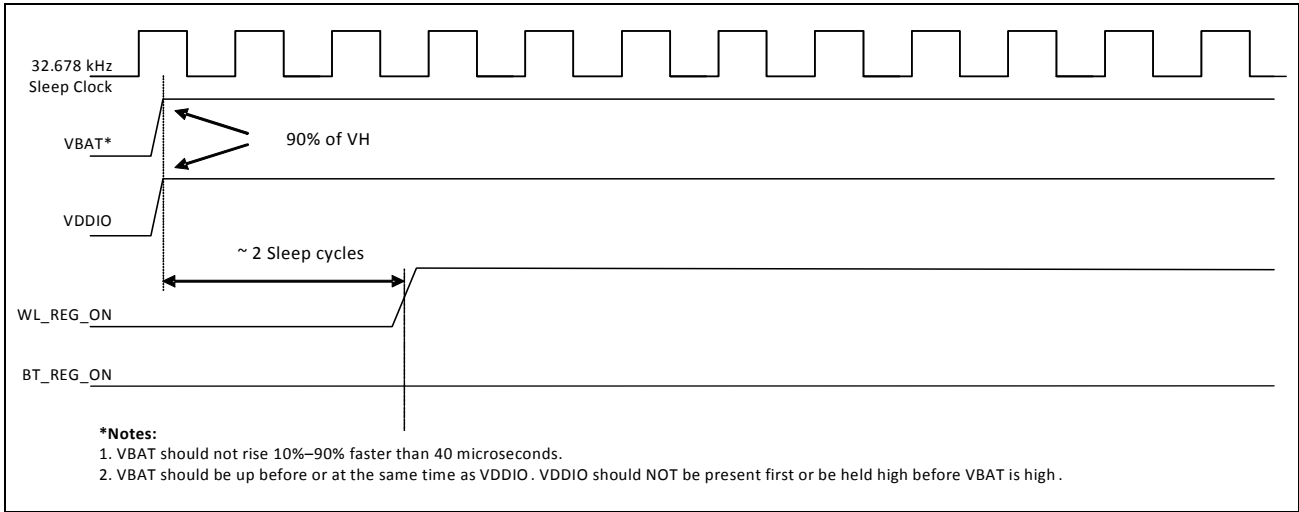 32.678 kHz
Sleep Clock
VBAT*
90% of VH
VDDIO
~ 2 Sleep cycles
WL_REG_ON
BT_REG_ON
*Notes:
1. VBAT should not rise 10%–90% faster than 40 microseconds.
2. VBAT should be up before or at the same time as VDDIO. VDDIO should NOT be present first or be held high before VBAT is high.